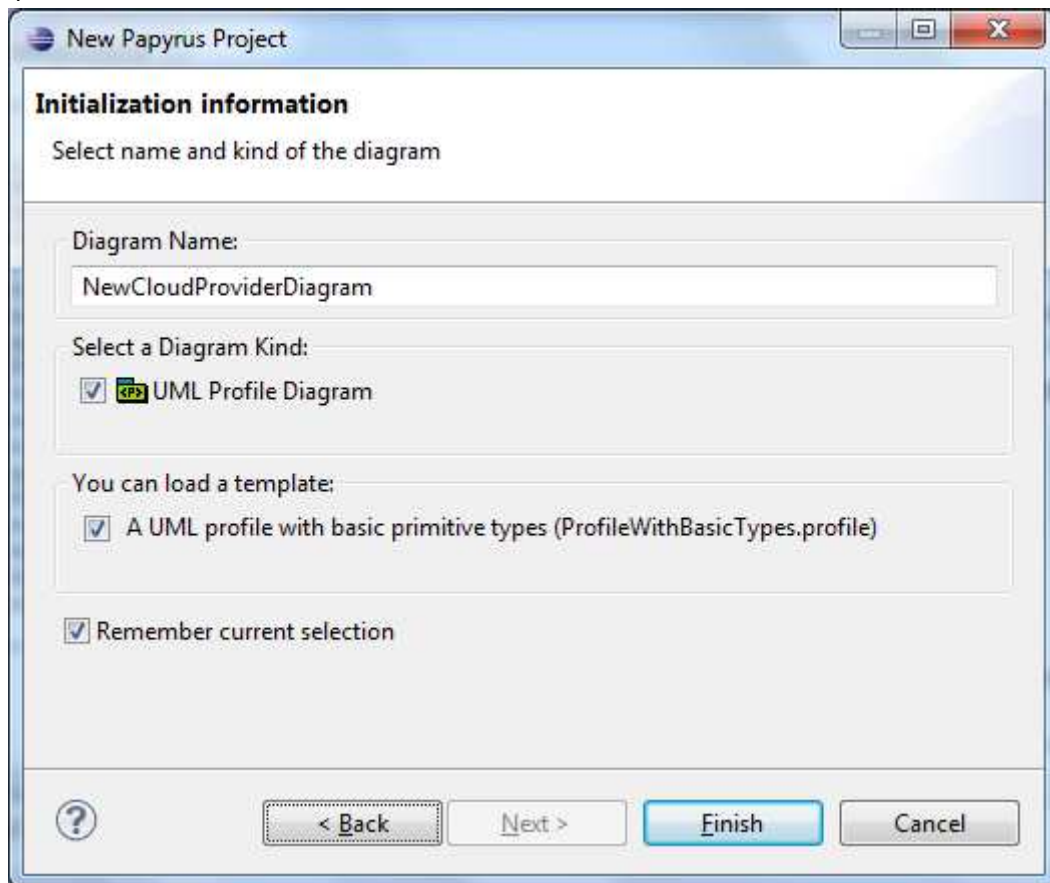 New Papyrus Project
Initialization information
Select name and kind of the diagram
Diagram Name:
NewCloudProviderDiagram
Select a Diagram Kind:
<P> UML Profile Diagram
You can load a template:
A UML profile with basic primitive types (ProfileWithBasicTypes.profile)
Remember current selection
? < Back Next > Finish Cancel